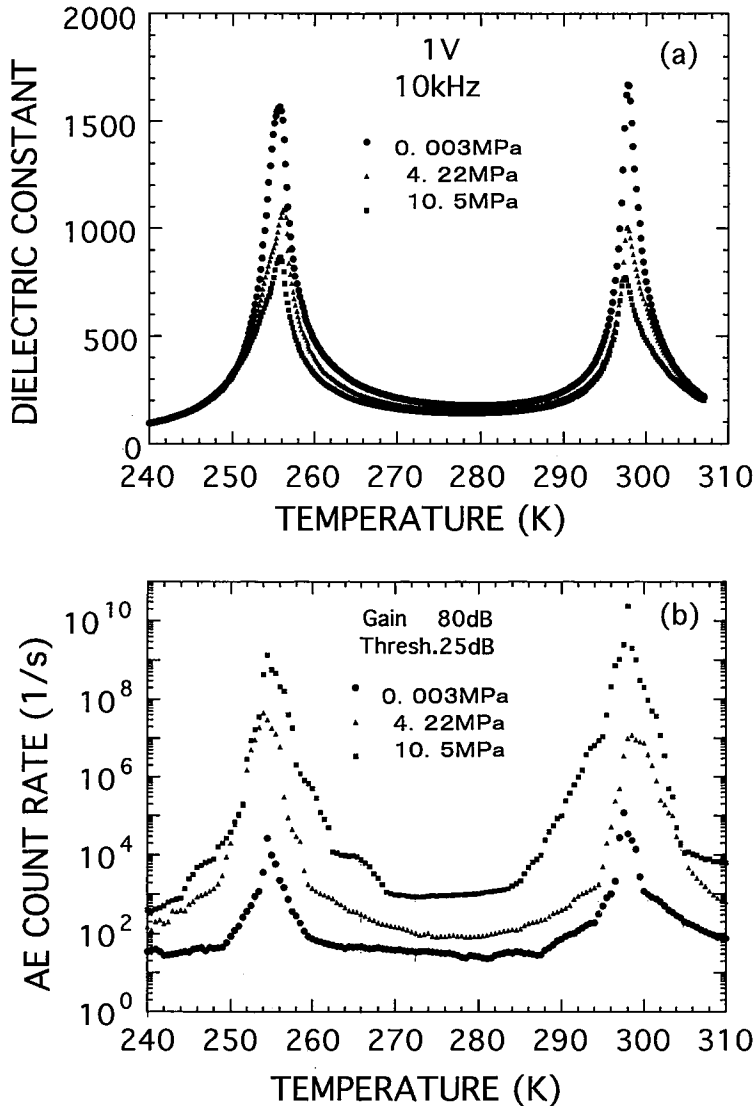 DIELECTRIC CONSTANT
2000
1500
1000
500
0
1V
10kHz
(a)
0. 003MPa
4. 22MPa
10. 5MPa
240 250 260 270 280 290 300 310
TEMPERATURE (K)
AE COUNT RATE (1/s)
10^10
10^8
10^6
10^4
10^2
10^0
Gain 80dB
Thresh.25dB
(b)
0. 003MPa
4. 22MPa
10. 5MPa
240 250 260 270 280 290 300 310
TEMPERATURE (K)